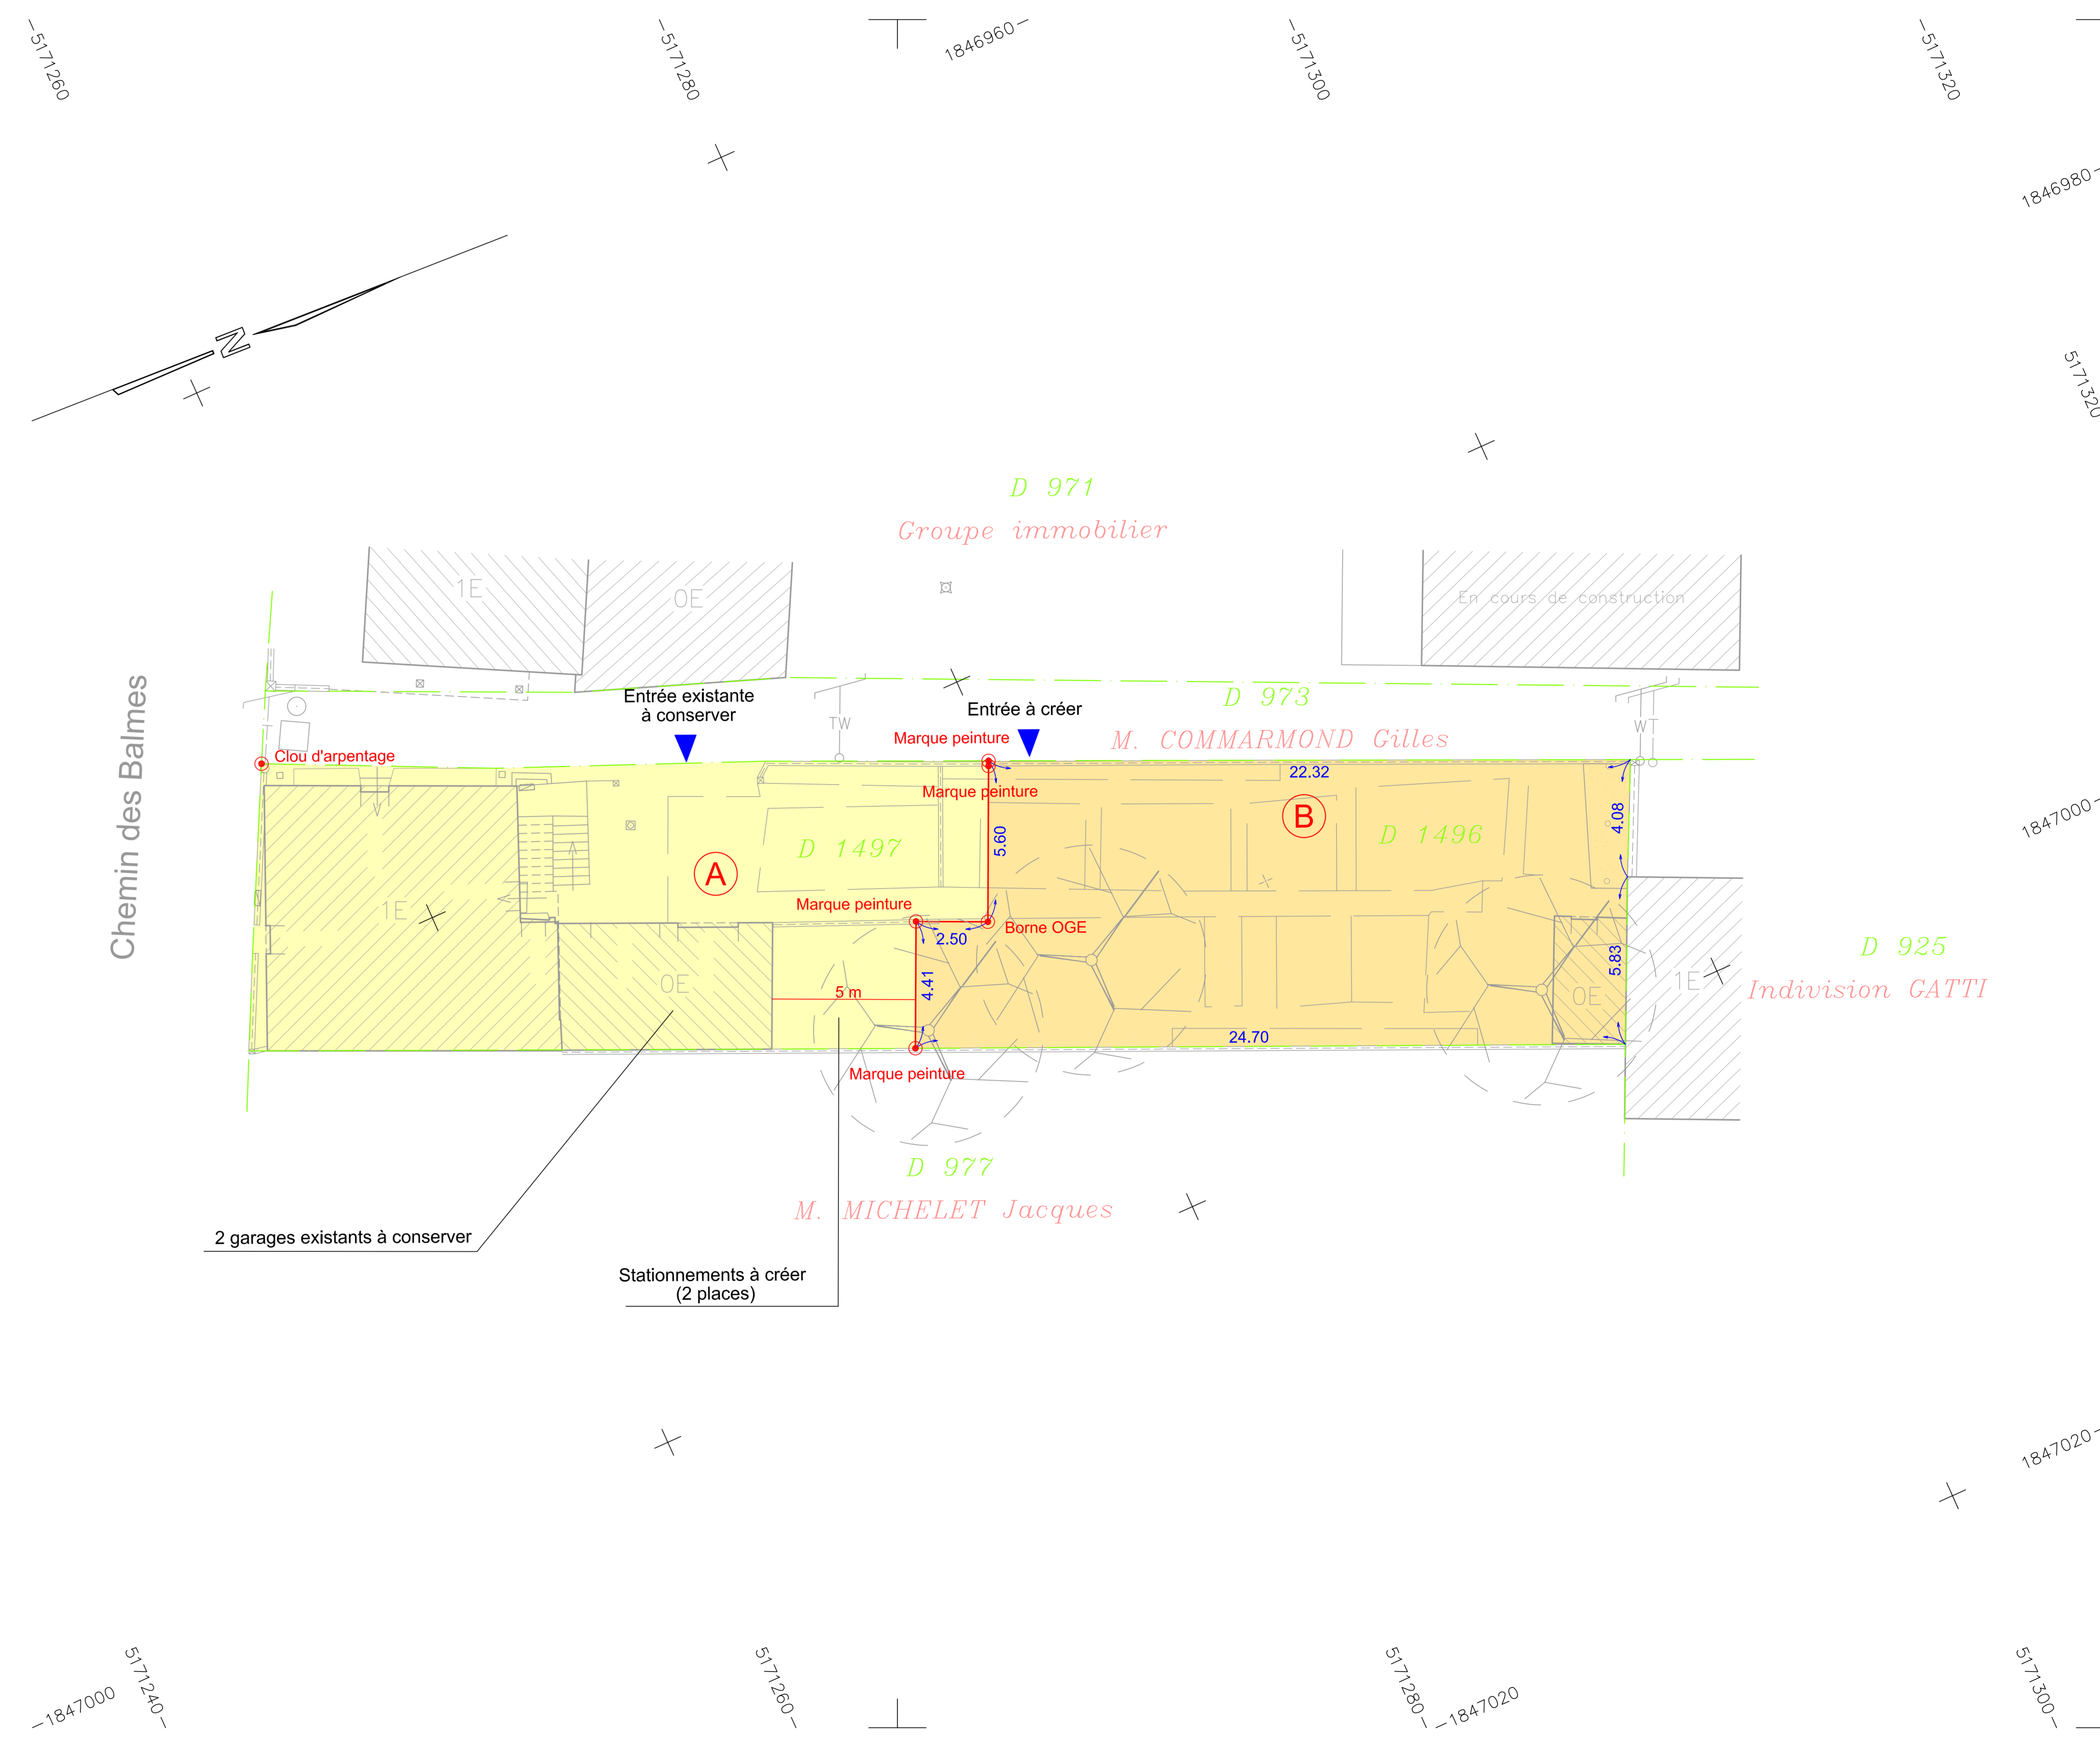 -5171260
-5171280
1846960-
-5171300
-5171320
1846980-
5171320
N
D 971
Groupe immobilier
1E
0E
En cours de construction
Chemin des Balmes
Entrée existante
à conserver
TW
Entrée à créer
D 973
M. COMMARMOND Gilles
W
T
T
Clou d'arpentage
Marque peinture
22.32
Marque peinture
B
4.08
1847000-
5.60
D 1497
D 1496
A
1E
Marque peinture
Borne OGE
2.50
D 925
Indivision GATTI
0E
5 m
4.41
5.83
0E
1E
24.70
Marque peinture
D 977
M. MICHELET Jacques
2 garages existants à conserver
Stationnements à créer
(2 places)
1847020-
-1847000
5171240-
5171260-
5171280-
-1847020
5171300-